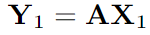 Y₁ = AX₁